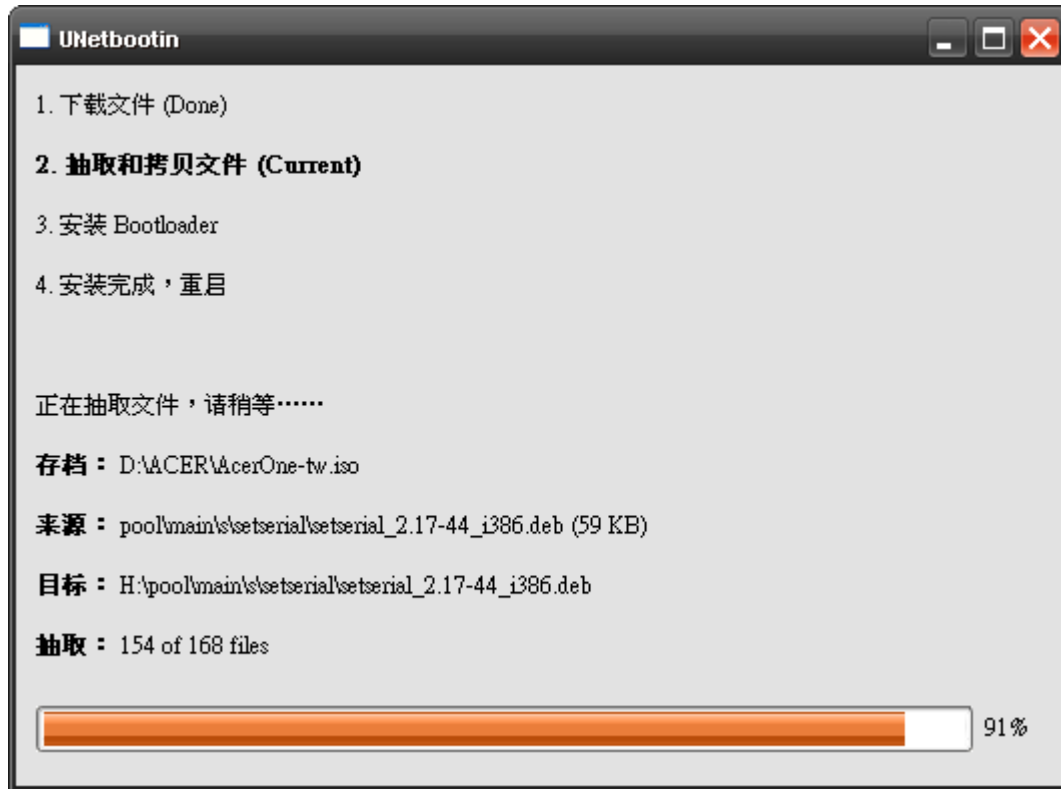 UNetbootin
1. 下载文件 (Done)
2. 抽取和拷贝文件 (Current)
3. 安装 Bootloader
4. 安装完成，重启
正在抽取文件，请稍等……
存档： D:\ACER\AcerOne-tw.iso
来源： pool\main\s\setserial\setserial_2.17-44_i386.deb (59 KB)
目标： H:\pool\main\s\setserial\setserial_2.17-44_i386.deb
抽取： 154 of 168 files
91%